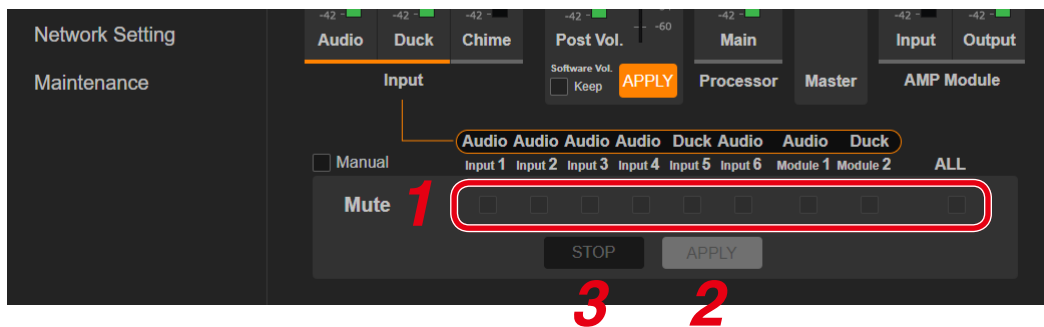 -42 - -42 - -42 - -42 - -60 -42 - -42 - -42 -
Network Setting
Audio Duck Chime Post Vol. Main Input Output
Software Vol.
Maintenance
Input Keep APPLY Processor Master AMP Module
Audio Audio Audio Audio Duck Audio Audio Duck
Manual Input 1 Input 2 Input 3 Input 4 Input 5 Input 6 Module 1 Module 2 ALL
Mute 1
STOP APPLY
3 2